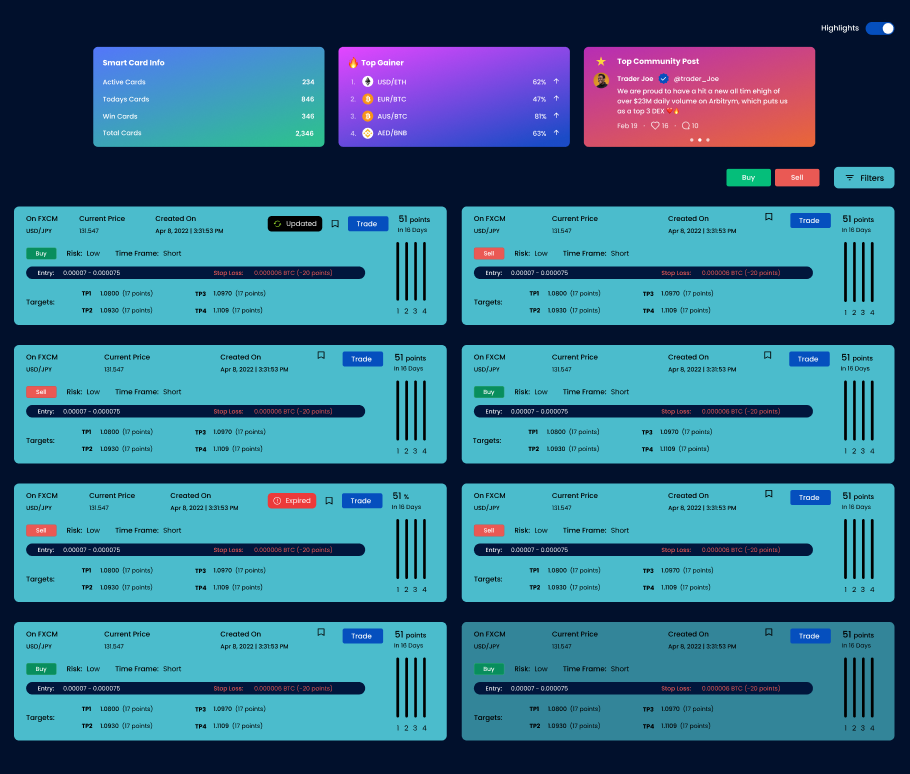 Highlights
Smart Card Info
Active Cards 234
Todays Cards 846
Win Cards 346
Total Cards 2,346
Top Gainer
1. USD/ETH 62%
2. EUR/BTC 47%
3. AUS/BTC 81%
4. AED/BNB 63%
Top Community Post
Trader Joe @trader_Joe
We are proud to have a hit a new all tim ehigh of
over $23M daily volume on Arbitrym, which puts us
as a top 3 DEX
Feb 19 • 16 • 10
Buy Sell Filters
On FXCM Current Price Created On Updated Trade 51 points
USD/JPY 131.547 Apr 8, 2022 | 3:31:53 PM In 16 Days
Buy Risk: Low Time Frame: Short
Entry: 0.00007 - 0.000075 Stop Loss: 0.000006 BTC (-20 points)
Targets: TP1 1.0800 (17 points) TP3 1.0970 (17 points)
TP2 1.0930 (17 points) TP4 1.1109 (17 points) 1 2 3 4
On FXCM Current Price Created On Trade 51 points
USD/JPY 131.547 Apr 8, 2022 | 3:31:53 PM In 16 Days
Sell Risk: Low Time Frame: Short
Entry: 0.00007 - 0.000075 Stop Loss: 0.000006 BTC (-20 points)
Targets: TP1 1.0800 (17 points) TP3 1.0970 (17 points)
TP2 1.0930 (17 points) TP4 1.1109 (17 points) 1 2 3 4
On FXCM Current Price Created On Trade 51 points
USD/JPY 131.547 Apr 8, 2022 | 3:31:53 PM In 16 Days
Sell Risk: Low Time Frame: Short
Entry: 0.00007 - 0.000075 Stop Loss: 0.000006 BTC (-20 points)
Targets: TP1 1.0800 (17 points) TP3 1.0970 (17 points)
TP2 1.0930 (17 points) TP4 1.1109 (17 points) 1 2 3 4
On FXCM Current Price Created On Trade 51 points
USD/JPY 131.547 Apr 8, 2022 | 3:31:53 PM In 16 Days
Buy Risk: Low Time Frame: Short
Entry: 0.00007 - 0.000075 Stop Loss: 0.000006 BTC (-20 points)
Targets: TP1 1.0800 (17 points) TP3 1.0970 (17 points)
TP2 1.0930 (17 points) TP4 1.1109 (17 points) 1 2 3 4
On FXCM Current Price Created On Expired Trade 51 %
USD/JPY 131.547 Apr 8, 2022 | 3:31:53 PM In 16 Days
Sell Risk: Low Time Frame: Short
Entry: 0.00007 - 0.000075 Stop Loss: 0.000006 BTC (-20 points)
Targets: TP1 1.0800 (17 points) TP3 1.0970 (17 points)
TP2 1.0930 (17 points) TP4 1.1109 (17 points) 1 2 3 4
On FXCM Current Price Created On Trade 51 points
USD/JPY 131.547 Apr 8, 2022 | 3:31:53 PM In 16 Days
Sell Risk: Low Time Frame: Short
Entry: 0.00007 - 0.000075 Stop Loss: 0.000006 BTC (-20 points)
Targets: TP1 1.0800 (17 points) TP3 1.0970 (17 points)
TP2 1.0930 (17 points) TP4 1.1109 (17 points) 1 2 3 4
On FXCM Current Price Created On Trade 51 points
USD/JPY 131.547 Apr 8, 2022 | 3:31:53 PM In 16 Days
Buy Risk: Low Time Frame: Short
Entry: 0.00007 - 0.000075 Stop Loss: 0.000006 BTC (-20 points)
Targets: TP1 1.0800 (17 points) TP3 1.0970 (17 points)
TP2 1.0930 (17 points) TP4 1.1109 (17 points) 1 2 3 4
On FXCM Current Price Created On Trade 51 points
USD/JPY 131.547 Apr 8, 2022 | 3:31:53 PM In 16 Days
Buy Risk: Low Time Frame: Short
Entry: 0.00007 - 0.000075 Stop Loss: 0.000006 BTC (-20 points)
Targets: TP1 1.0800 (17 points) TP3 1.0970 (17 points)
TP2 1.0930 (17 points) TP4 1.1109 (17 points) 1 2 3 4